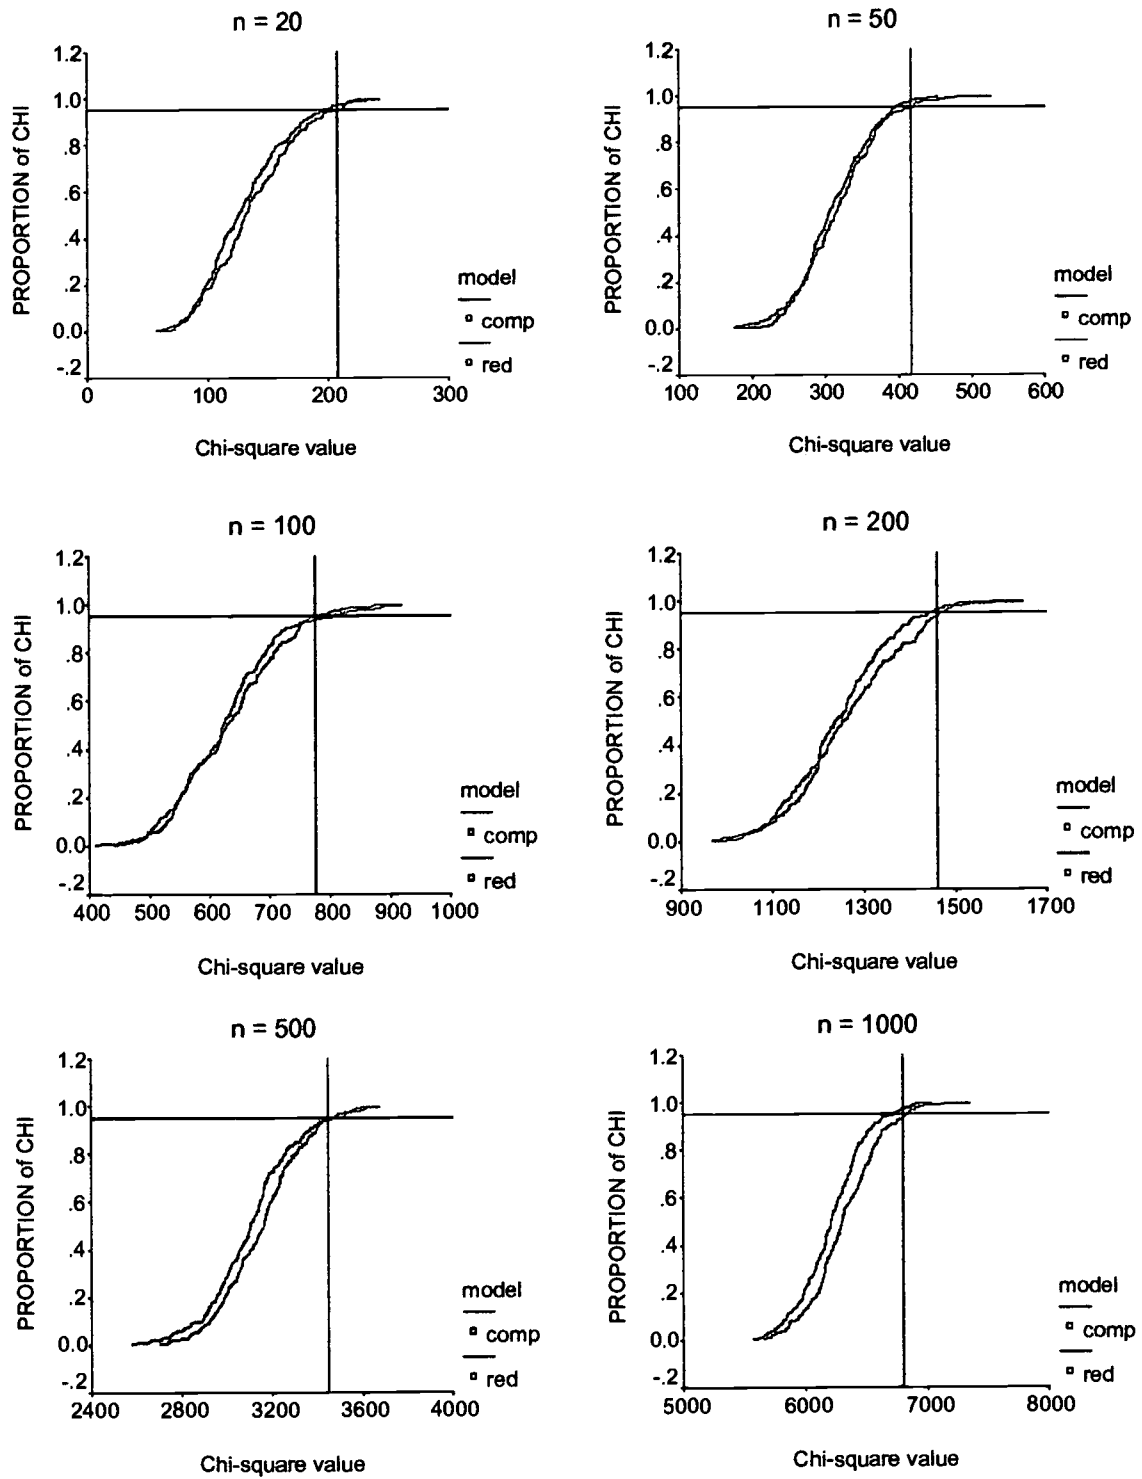 n = 20
PROPORTION of CHI
1.2
1.0
.8
.6
.4
.2
0.0
-.2
0 100 200 300
Chi-square value
model
comp
red
n = 50
PROPORTION of CHI
1.2
1.0
.8
.6
.4
.2
0.0
-.2
100 200 300 400 500 600
Chi-square value
model
comp
red
n = 100
PROPORTION of CHI
1.2
1.0
.8
.6
.4
.2
0.0
-.2
400 500 600 700 800 900 1000
Chi-square value
model
comp
red
n = 200
PROPORTION of CHI
1.2
1.0
.8
.6
.4
.2
0.0
-.2
900 1100 1300 1500 1700
Chi-square value
model
comp
red
n = 500
PROPORTION of CHI
1.2
1.0
.8
.6
.4
.2
0.0
-.2
2400 2800 3200 3600 4000
Chi-square value
model
comp
red
n = 1000
PROPORTION of CHI
1.2
1.0
.8
.6
.4
.2
0.0
-.2
5000 6000 7000 8000
Chi-square value
model
comp
red